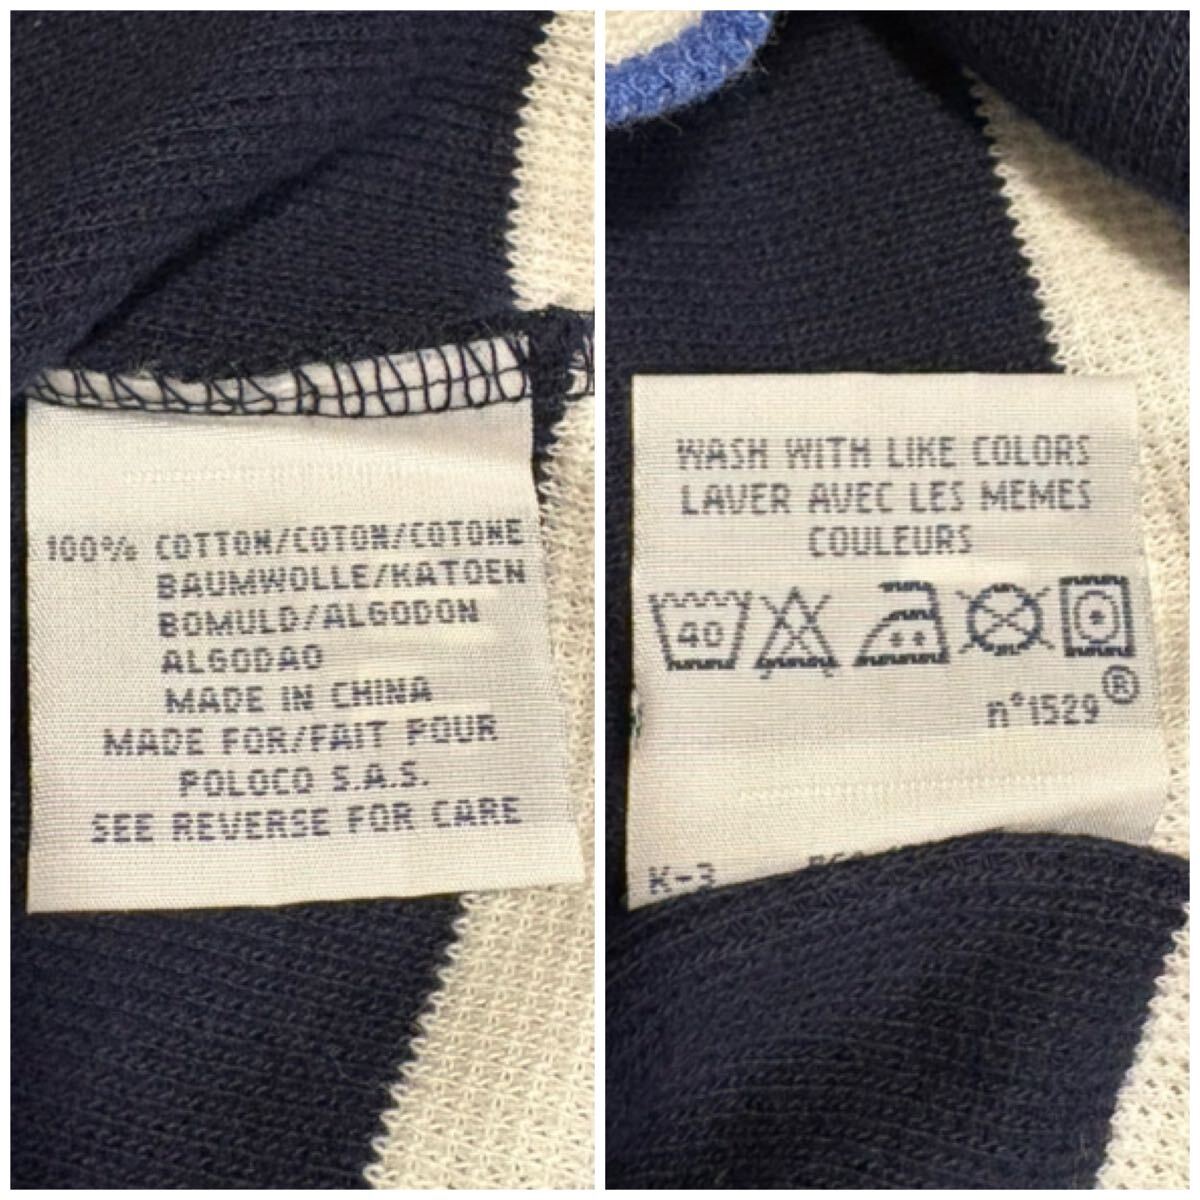 100% COTTON/COTON/COTONE
BAUMWOLLE/KATOEN
BOMULD/ALGODON
ALGODAO
MADE IN CHINA
MADE FOR/FAIT POUR
POLOCO S.A.S.
SEE REVERSE FOR CARE
WASH WITH LIKE COLORS
LAVER AVEC LES MEMES
COULEURS
40
n°1529 ®